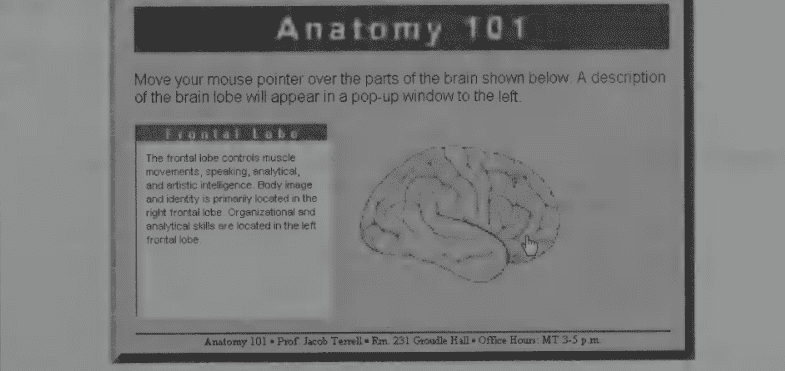 Anatomy 101
Move your mouse pointer over the parts of the brain shown below. A description
of the brain lobe will appear in a pop-up window to the left.
Frontal Lobe
The frontal lobe controls muscle
movements, speaking, analytical,
and artistic intelligence. Body image
and identity is primarily located in the
right frontal lobe. Organizational and
analytical skills are located in the left
frontal lobe.
Anatomy 101 • Prof. Jacob Terrell • Rm. 231 Hall • Office Hours: MT 3-5 p.m.